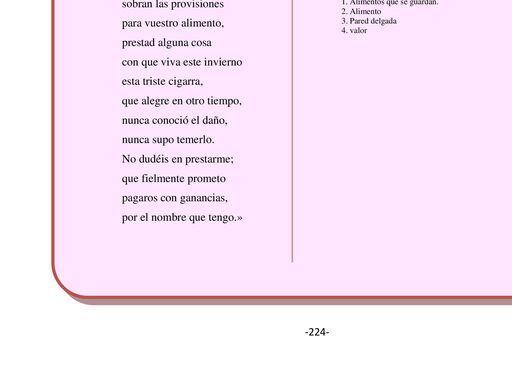 sobran las provisiones
para vuestro alimento,
prestad alguna cosa
con que viva este invierno
esta triste cigarra,
que alegre en otro tiempo,
nunca conoció el daño,
nunca supo temerlo.
No dudéis en prestarme;
que fielmente prometo
pagaros con ganancias,
por el nombre que tengo.»
1. Alimentos que se guardan.
2. Alimento
3. Pared delgada
4. valor
-224-